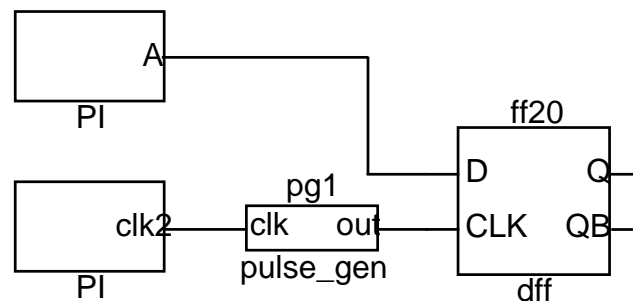 A
PI
ff20
D
Q
CLK
QB
dff
clk2
PI
pg1
clk
out
pulse_gen